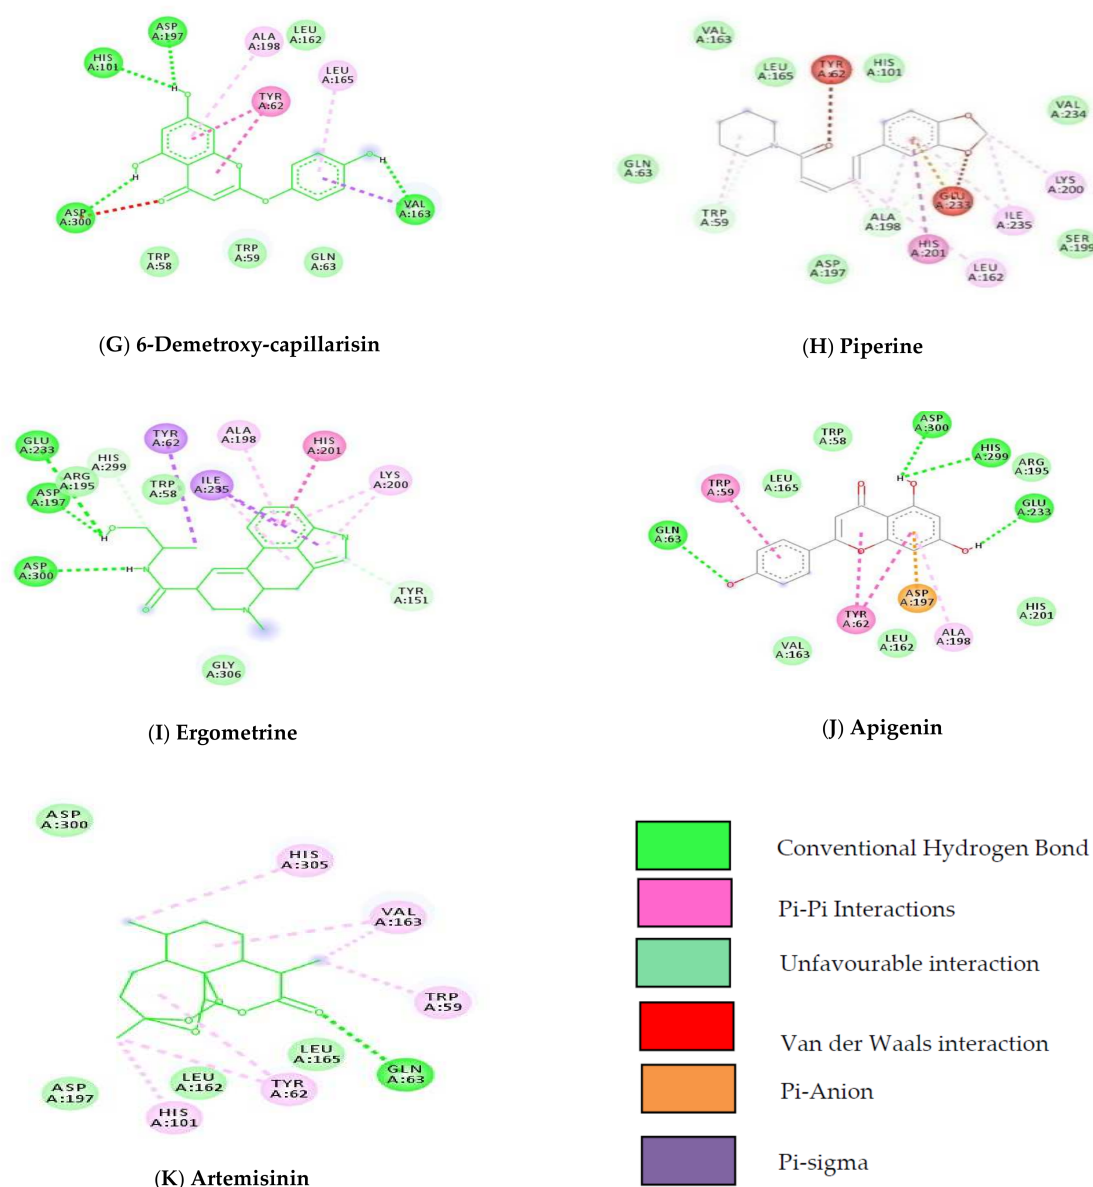 ASP
A:197
HIS
A:101
ALA
A:198
LEU
A:162
LEU
A:165
TYR
A:62
H
O
O
H
O
O
O
O
H
ASP
A:300
VAL
A:163
TRP
A:58
TRP
A:59
GLN
A:63
(G) 6-Demetroxy-capillarisin
VAL
A:163
LEU
A:165
TYR
A:62
HIS
A:101
VAL
A:234
GLN
A:63
N
O
O
O
TRP
A:59
ALA
A:198
GLU
A:233
LYS
A:200
ILE
A:235
HIS
A:201
SER
A:199
ASP
A:197
LEU
A:162
(H) Piperine
GLU
A:233
HIS
A:299
ARG
A:195
ASP
A:197
TYR
A:62
ALA
A:198
HIS
A:201
TRP
A:58
ILE
A:235
LYS
A:200
H
O
N
ASP
A:300
H
N
O
N
TYR
A:151
GLY
A:306
(I) Ergometrine
ASP
A:300
TRP
A:58
HIS
A:299
ARG
A:195
TRP
A:59
LEU
A:165
GLU
A:233
GLN
A:63
O
H
O
O
O
O
H
ASP
A:197
TYR
A:62
HIS
A:201
VAL
A:163
LEU
A:162
ALA
A:198
(J) Apigenin
ASP
A:300
HIS
A:305
VAL
A:163
TRP
A:59
O
O
O
O
O
LEU
A:165
GLN
A:63
ASP
A:197
LEU
A:162
TYR
A:62
HIS
A:101
(K) Artemisinin
Conventional Hydrogen Bond
Pi-Pi Interactions
Unfavourable interaction
Van der Waals interaction
Pi-Anion
Pi-sigma